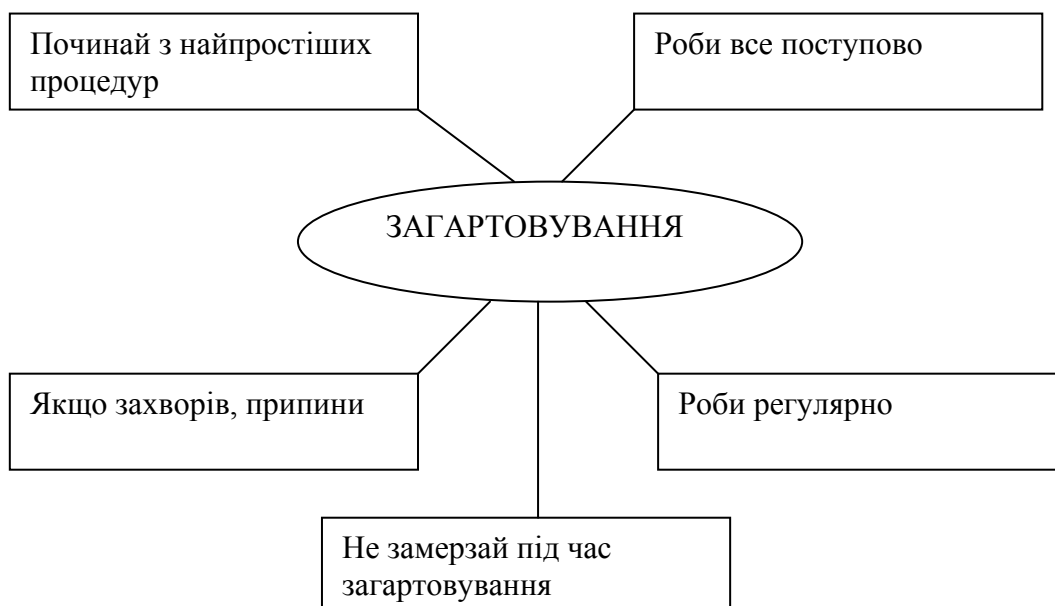 Починай з найпростіших
процедур
Роби все поступово
ЗАГАРТОВУВАННЯ
Якщо захворів, припини
Роби регулярно
Не замерзай під час
загартовування